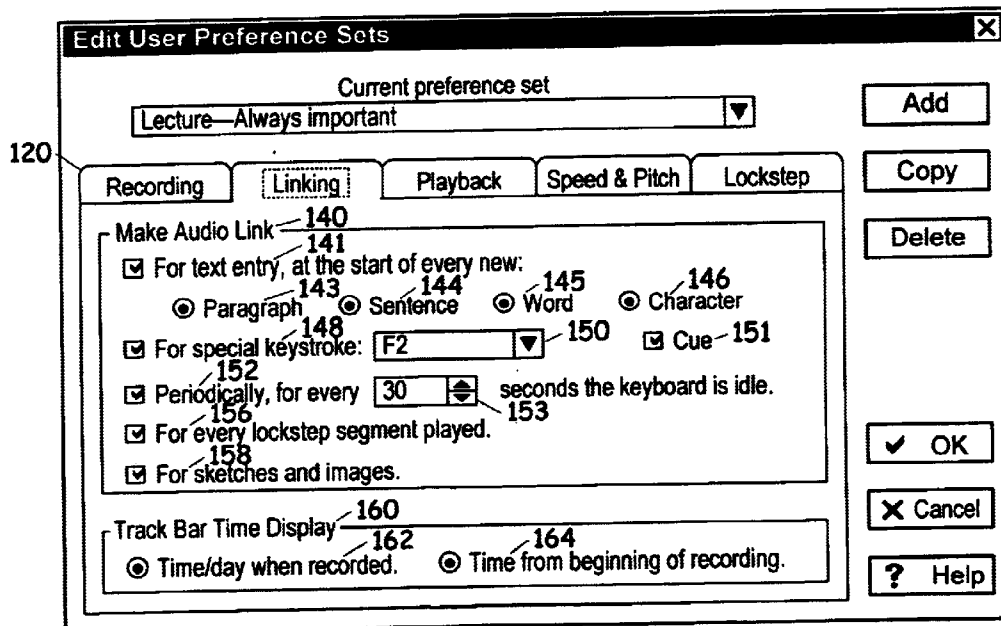 Edit User Preference Sets
Current preference set
Lecture—Always important
Add
120
Recording Linking Playback Speed & Pitch Lockstep
Copy
Make Audio Link 140
Delete
141
For text entry, at the start of every new:
143 144 145 146
Paragraph Sentence Word Character
148
For special keystroke: F2 150 Cue 151
152
Periodically, for every 30 seconds the keyboard is idle.
153
156
For every lockstep segment played.
158
For sketches and images.
OK
Track Bar Time Display 160
Cancel
162 164
Time/day when recorded. Time from beginning of recording.
? Help